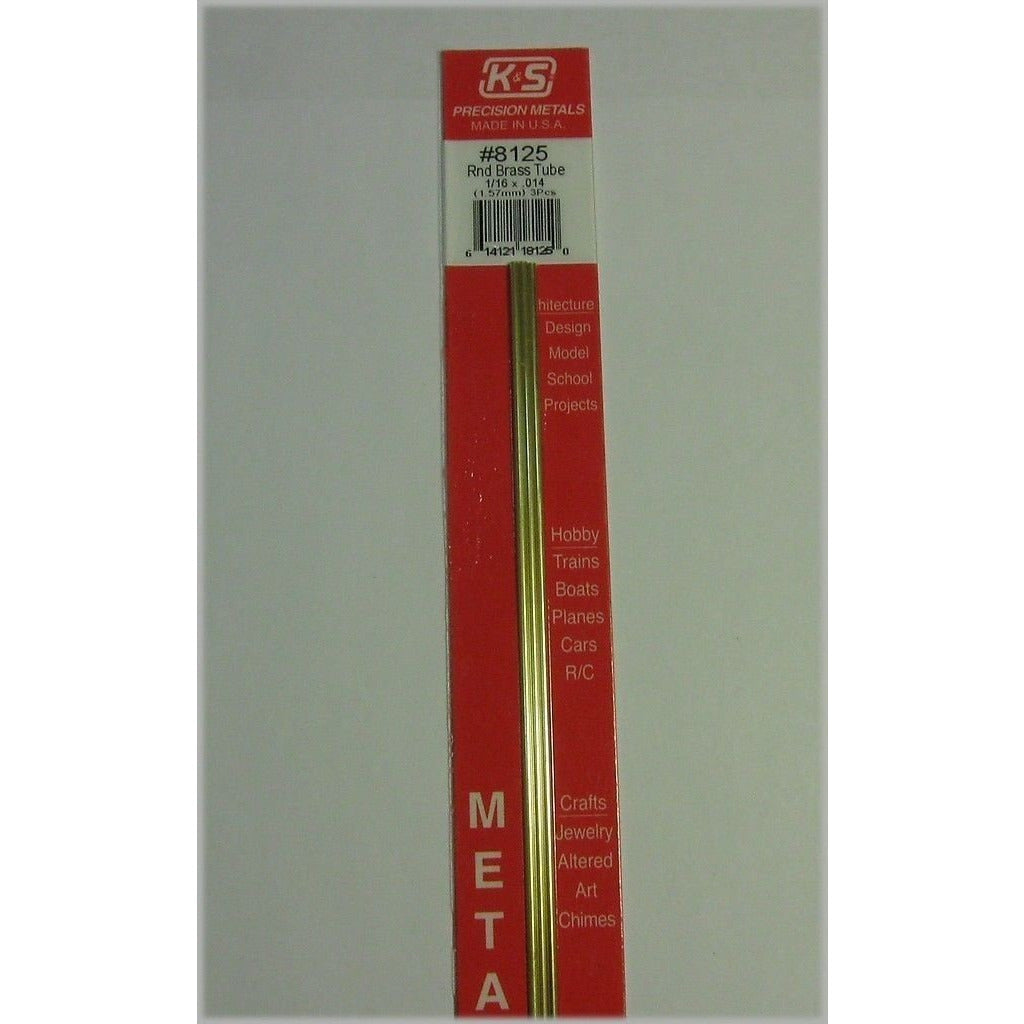 K&S
PRECISION METALS
MADE IN U.S.A.
#8125
Rnd Brass Tube
1/16 x .014
(1.57mm) 3Pcs
6 14121 18125 0
hitecture
Design
Model
School
Projects
Hobby
Trains
Boats
Planes
Cars
R/C
Crafts
Jewelry
Altered
Art
Chimes
M
E
T
A